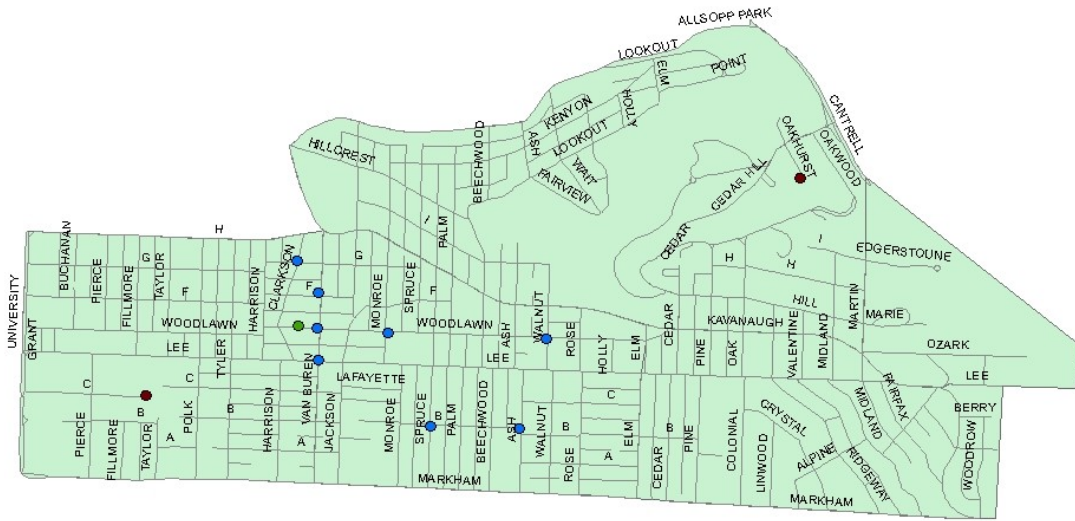 ALLSOPP PARK
LOOKOUT
ELM
POINT
KENYON
HOLLY
CANTRELL
ASH
LOOKOUT
HILLCREST
BEECHWOOD
WAIT
FAIRVIEW
OAKHURST
OAKWOOD
CEDAR HILL
CEDAR
I
PALM
H
BUCHANAN
PIERCE
FILLMORE
TAYLOR
G
CLARKSON
G
I
EDGERSTOUNE
H
H
HARRISON
F
F
MONROE
SPRUCE
F
HILL
MARTIN
MARIE
UNIVERSITY
GRANT
WOODLAWN
WOODLAWN
ASH
WALNUT
ROSE
CEDAR
KAVANAUGH
LEE
TYLER
LEE
HOLLY
ELM
PINE
OAK
VALENTINE
MIDLAND
OZARK
LEE
C
C
VAN BUREN
LAFAYETTE
C
FAIRFAX
BERRY
PIERCE
FILLMORE
B
TAYLOR
A
POLK
B
HARRISON
A
JACKSON
MONROE
SPRUCE
B
PALM
BEECHWOOD
ASH
WALNUT
B
ROSE
A
ELM
B
CEDAR
PINE
COLONIAL
LINWOOD
CRYSTAL
MIDLAND
ALPINE
RIDGEWAY
WOODROW
MARKHAM
MARKHAM